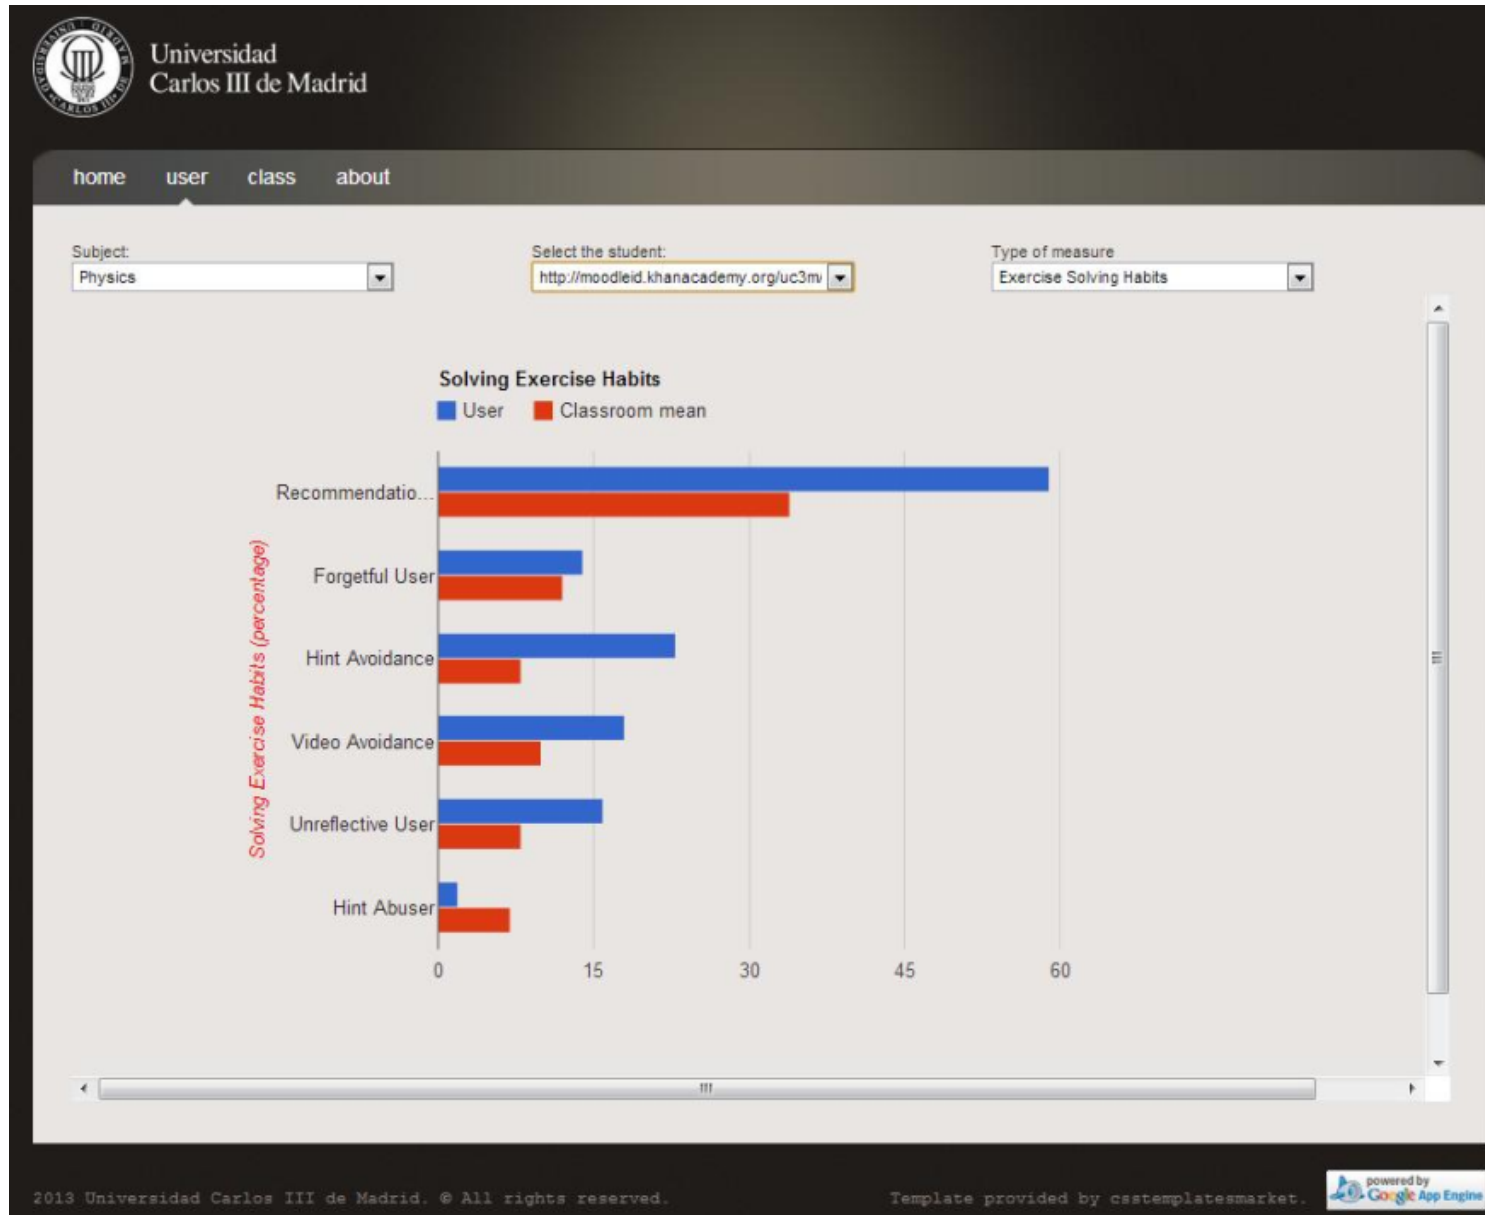 Universidad
Carlos III de Madrid
home user class about
Subject: Select the student: Type of measure
Physics http://moodleid.khanacademy.org/uc3m/ Exercise Solving Habits
Solving Exercise Habits
User Classroom mean
Recommendatio...
Forgetful User
Hint Avoidance
Video Avoidance
Unreflective User
Hint Abuser
Solving Exercise Habits (percentage)
0 15 30 45 60
2013 Universidad Carlos III de Madrid. © All rights reserved. Template provided by csstemplatesmarket.
powered by
Google App Engine